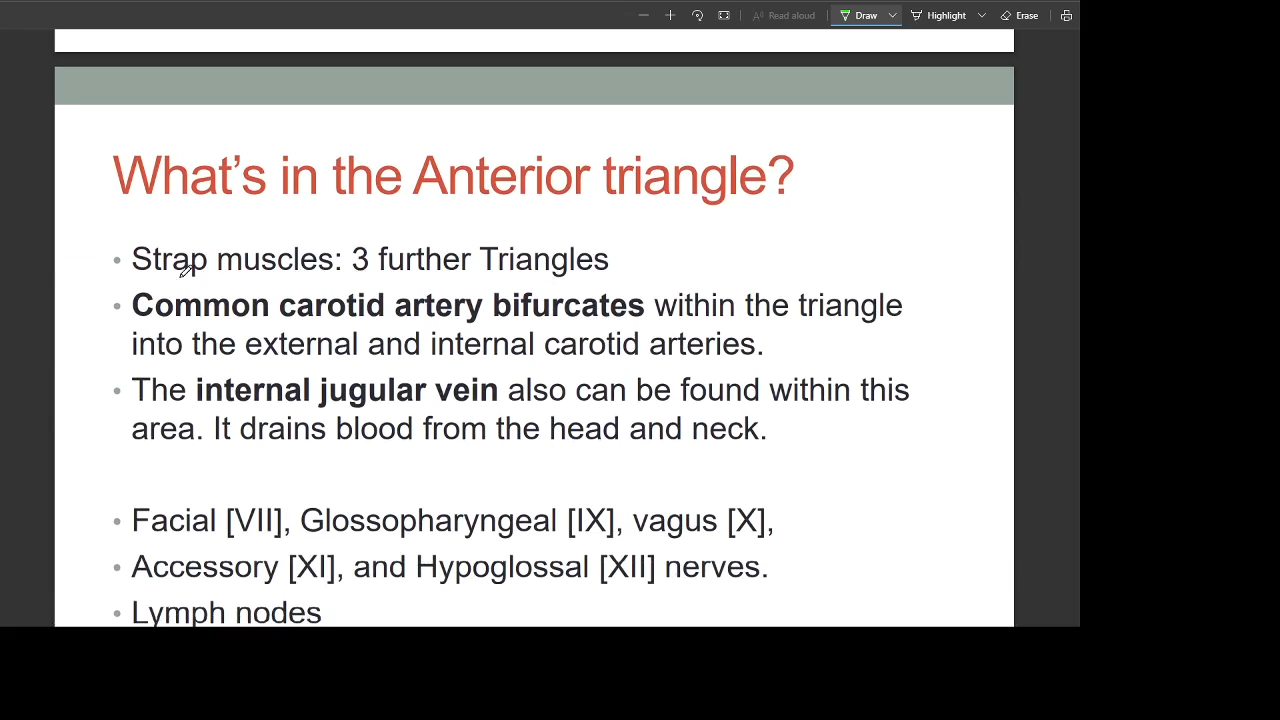 Read aloud
Draw
Highlight
Erase
What's in the Anterior triangle?
• Strap muscles: 3 further Triangles
• Common carotid artery bifurcates within the triangle
into the external and internal carotid arteries.
• The internal jugular vein also can be found within this
area. It drains blood from the head and neck.
• Facial [VII], Glossopharyngeal [IX], vagus [X],
• Accessory [XI], and Hypoglossal [XII] nerves.
• Lymph nodes